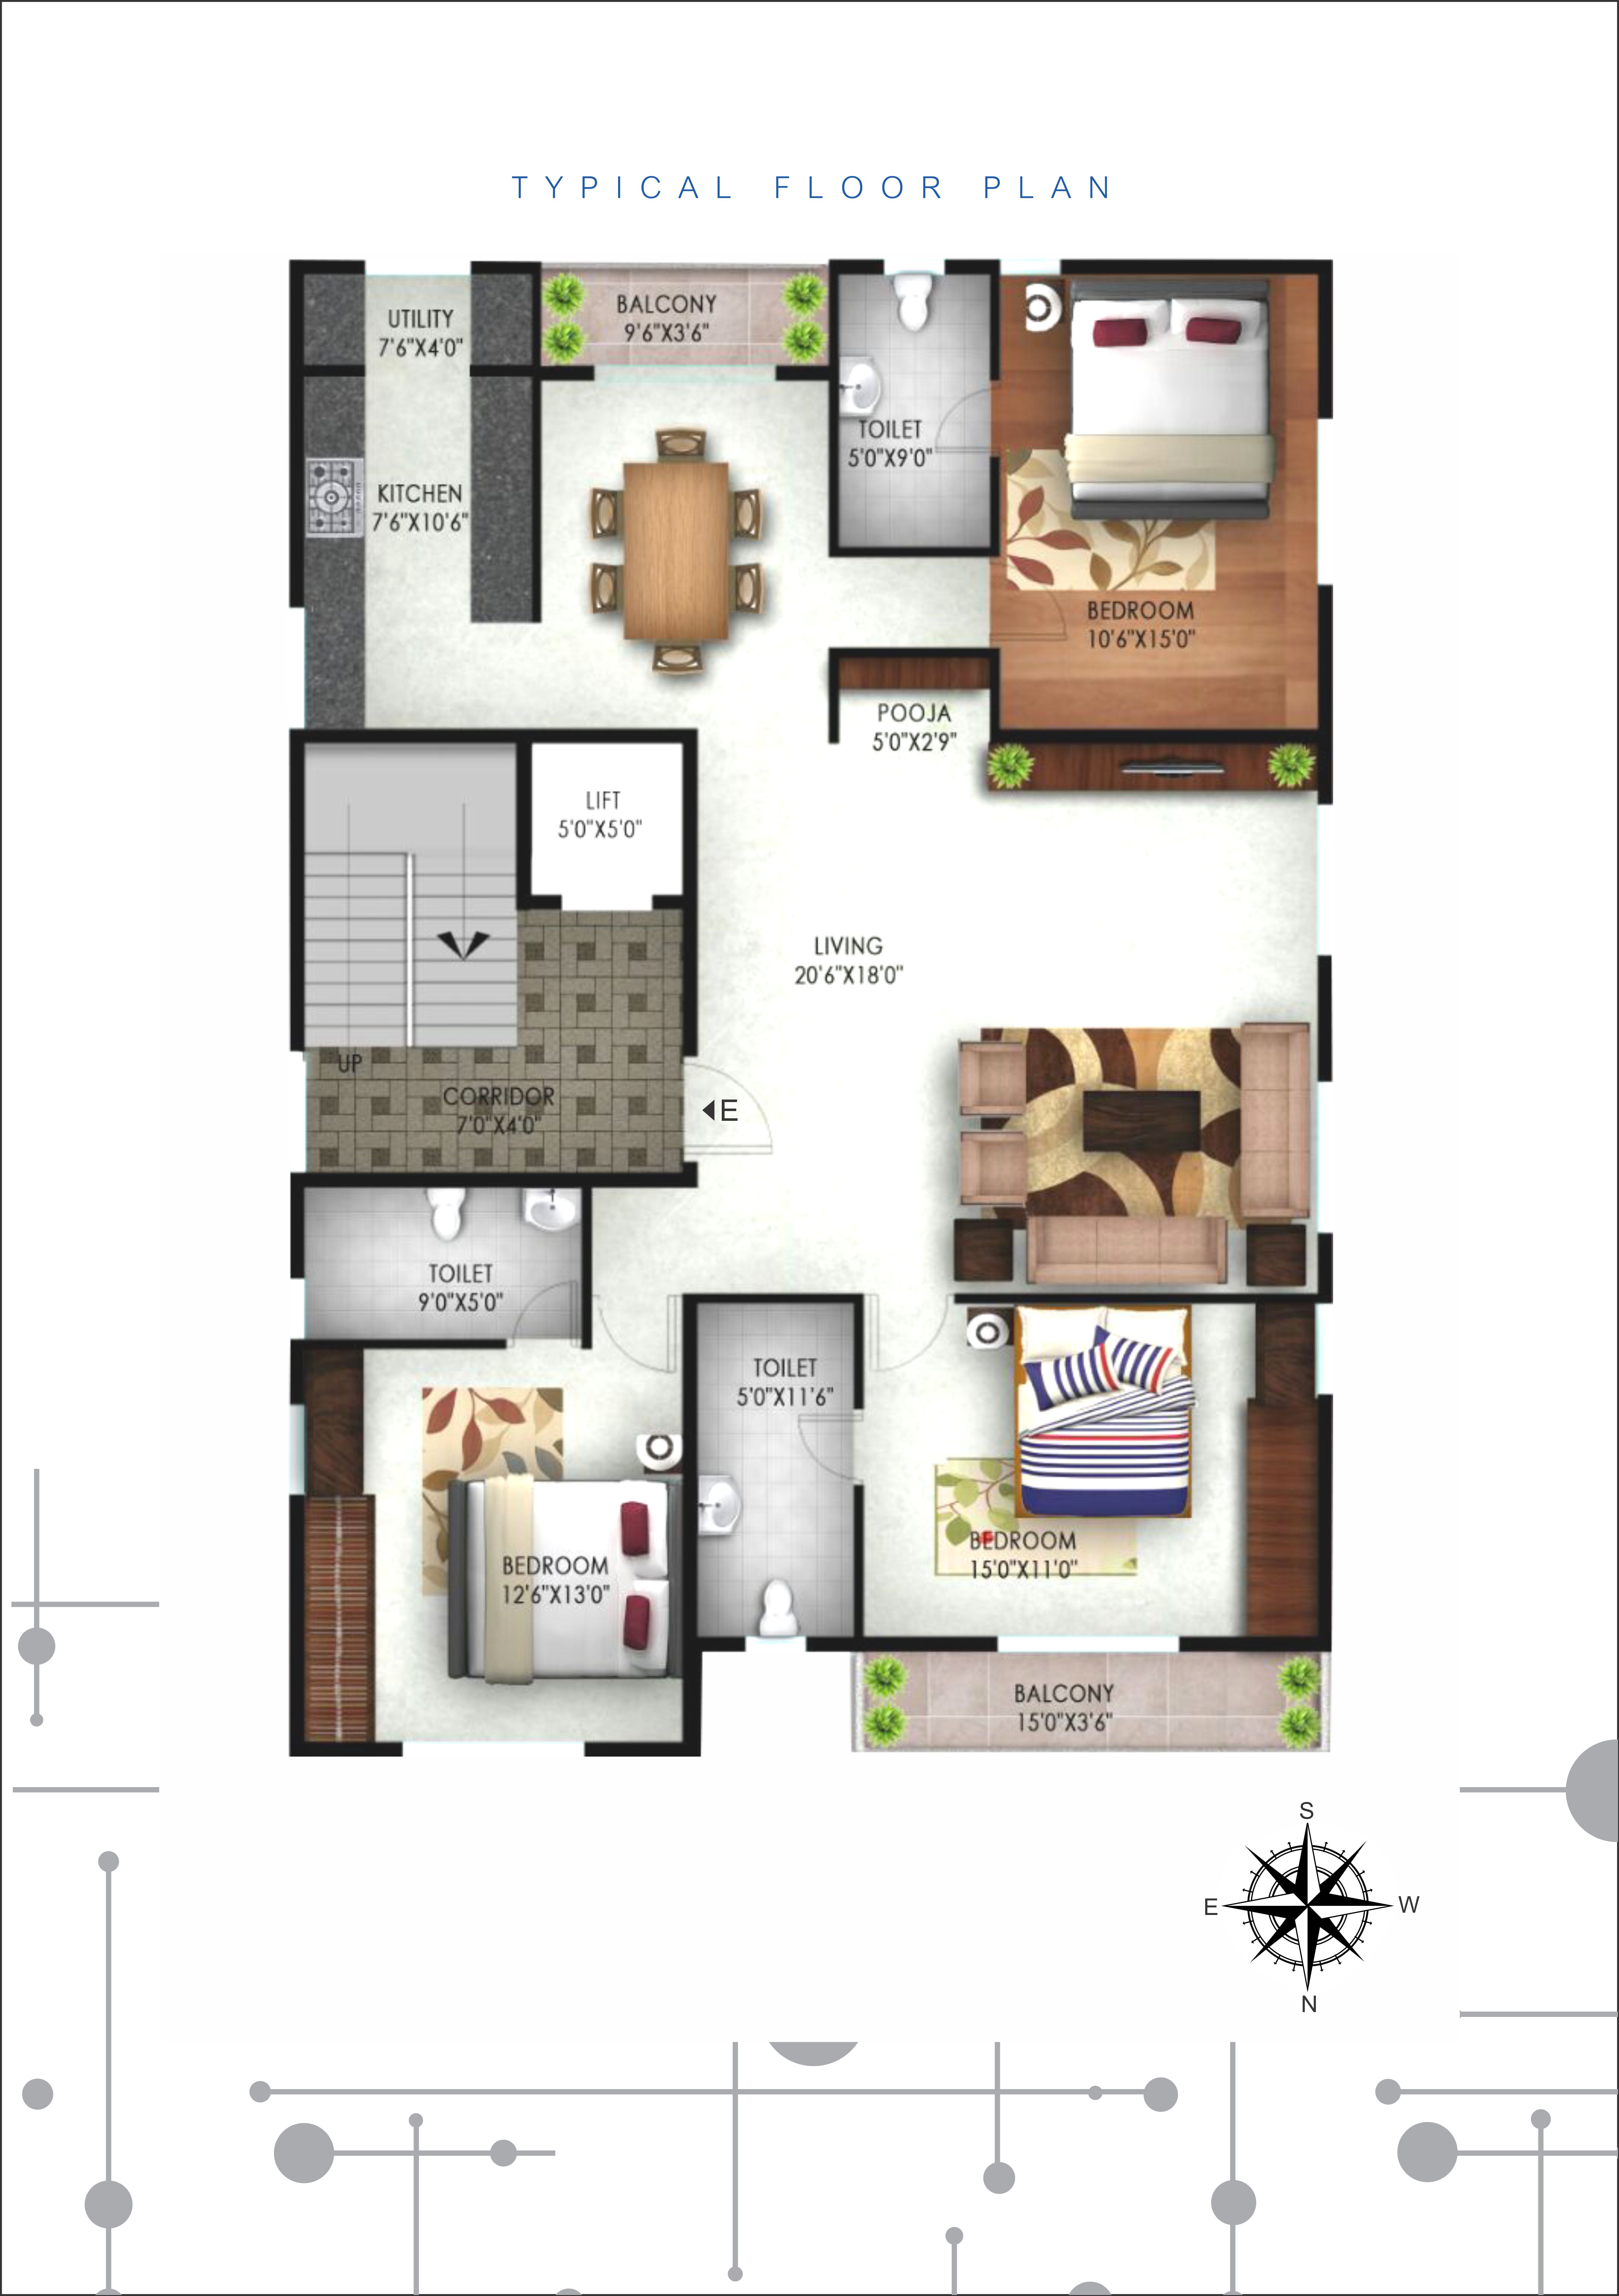 TYPICAL FLOOR PLAN
UTILITY
7'6"X4'0"
BALCONY
9'6"X3'6"
TOILET
5'0"X9'0"
KITCHEN
7'6"X10'6"
BEDROOM
10'6"X15'0"
POOJA
5'0"X2'9"
LIFT
5'0"X5'0"
LIVING
20'6"X18'0"
UP
CORRIDOR
7'0"X4'0"
E
TOILET
9'0"X5'0"
TOILET
5'0"X11'6"
BEDROOM
12'6"X13'0"
BEDROOM
15'0"X11'0"
BALCONY
15'0"X3'6"
S
E
W
N